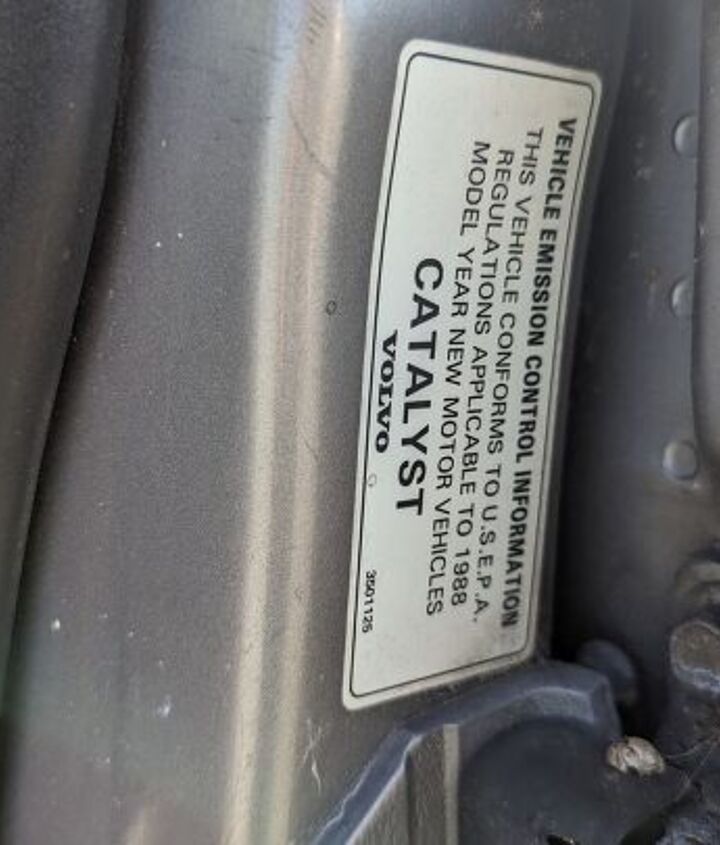 VEHICLE EMISSION CONTROL INFORMATION
THIS VEHICLE CONFORMS TO U.S.E.P.A.
REGULATIONS APPLICABLE TO 1988
MODEL YEAR NEW MOTOR VEHICLES
CATALYST
VOLVO
3501125